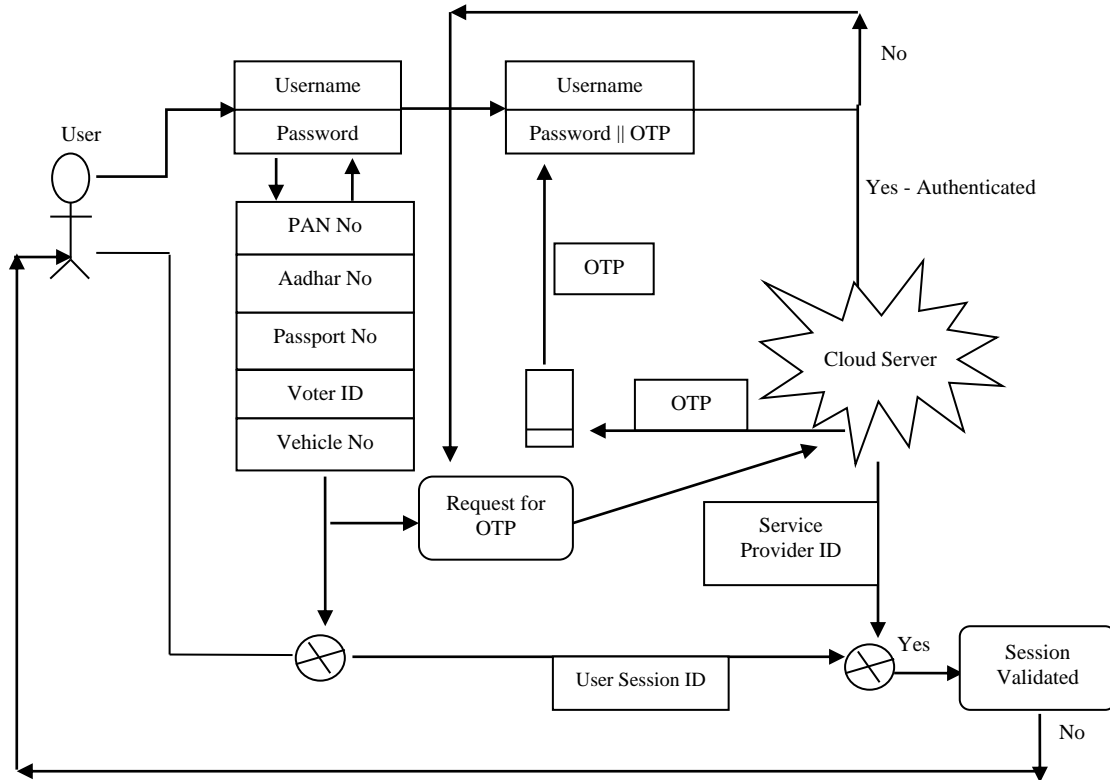 No
Username
Password
Username
Password || OTP
User
Yes - Authenticated
PAN No
Aadhar No
Passport No
Voter ID
Vehicle No
OTP
Cloud Server
OTP
Request for
OTP
Service
Provider ID
Yes
User Session ID
Session
Validated
No